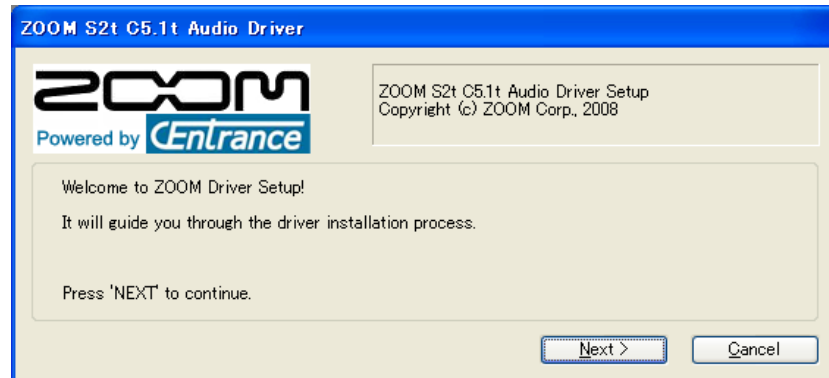 ZOOM S2t C5.1t Audio Driver
ZOOM
Powered by CEntrance
ZOOM S2t C5.1t Audio Driver Setup
Copyright (c) ZOOM Corp., 2008
Welcome to ZOOM Driver Setup!
It will guide you through the driver installation process.
Press 'NEXT' to continue.
Next >
Cancel